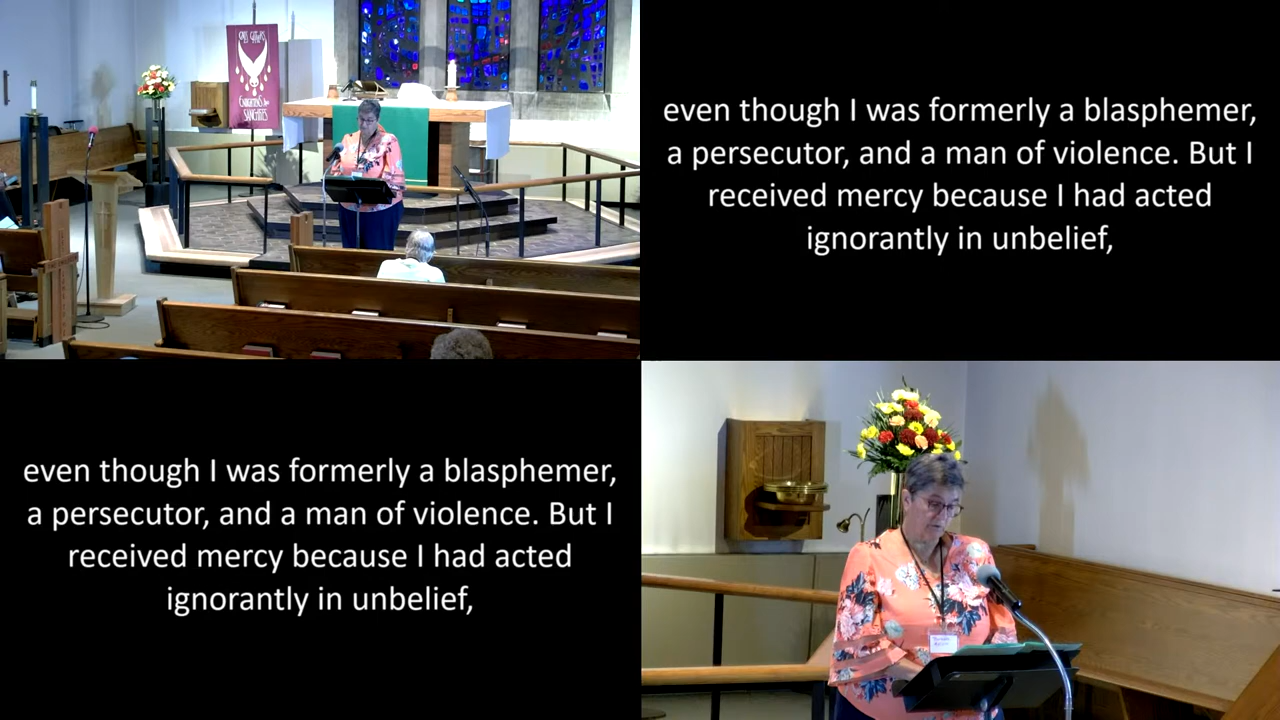 even though I was formerly a blasphemer,
a persecutor, and a man of violence. But I
received mercy because I had acted
ignorantly in unbelief,
even though I was formerly a blasphemer,
a persecutor, and a man of violence. But I
received mercy because I had acted
ignorantly in unbelief,